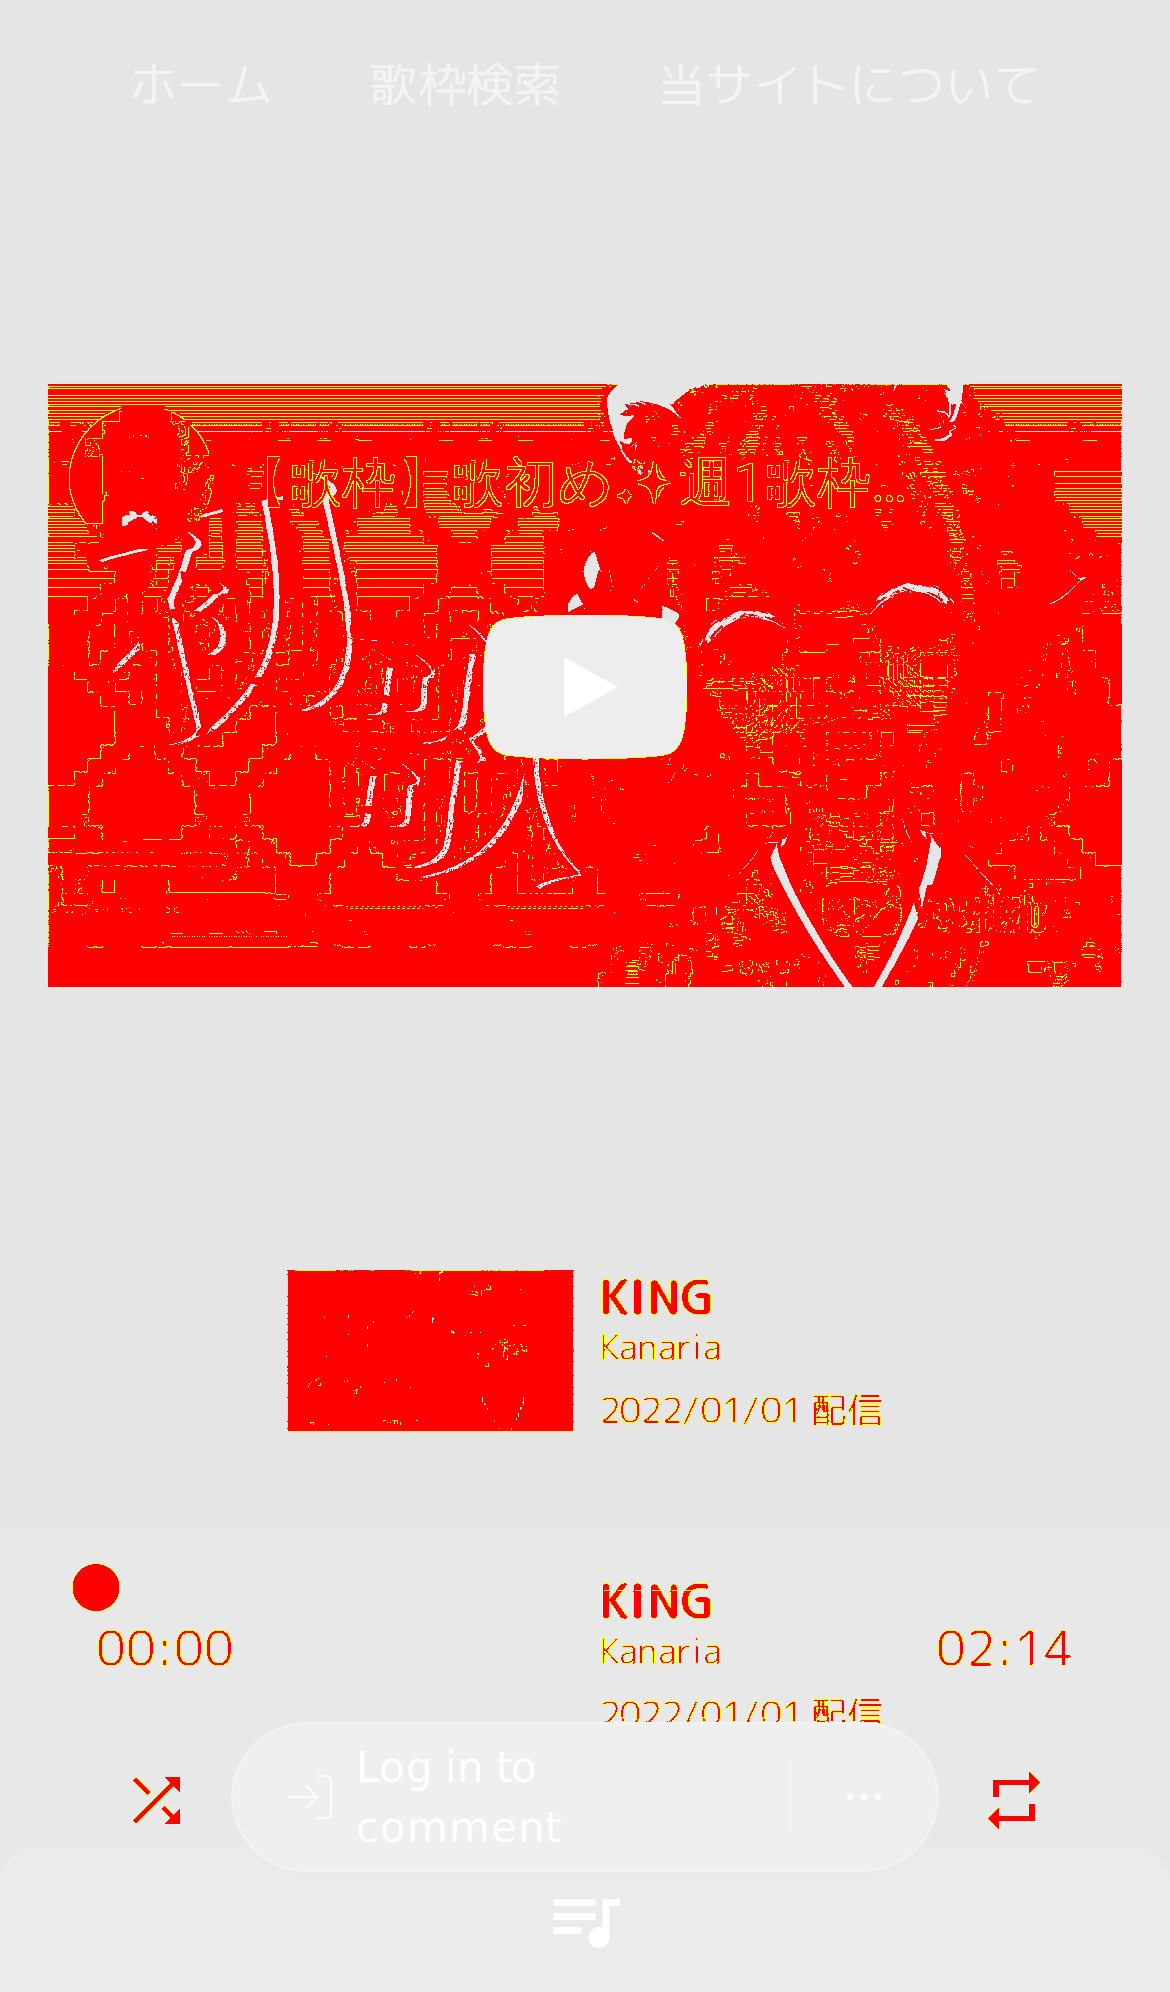 ホーム 歌枠検索 当サイトについて
【歌枠】歌初め✨週1歌枠...
初
歌
KING
Kanaria
2022/01/01 配信
KING
00:00 Kanaria 02:14
2022/01/01 配信
Log in to
comment